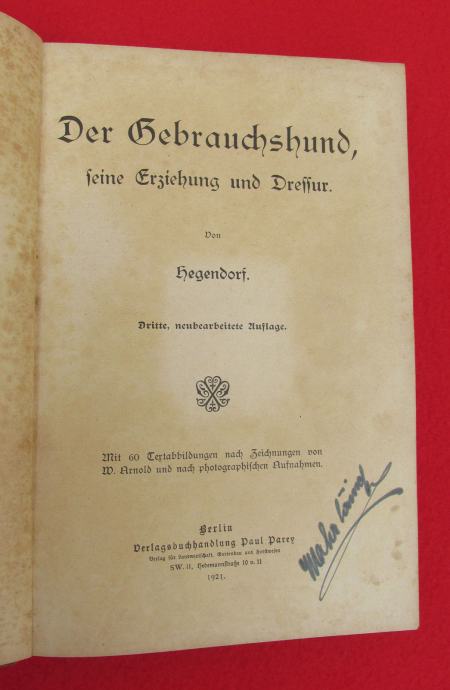 Der Gebrauchshund,
seine Erziehung und Dressur.
Von
Hegendorf.
Dritte, neubearbeitete Auflage.
Mit 60 Textabbildungen nach Zeichnungen von
W. Arnold und nach photographischen Aufnahmen.
Berlin
Verlagsbuchhandlung Paul Parey
Verlag für Landwirtschaft, Gartenbau und Forstwesen
SW. 11, Hedemannstraße 10 u. 11
1921.